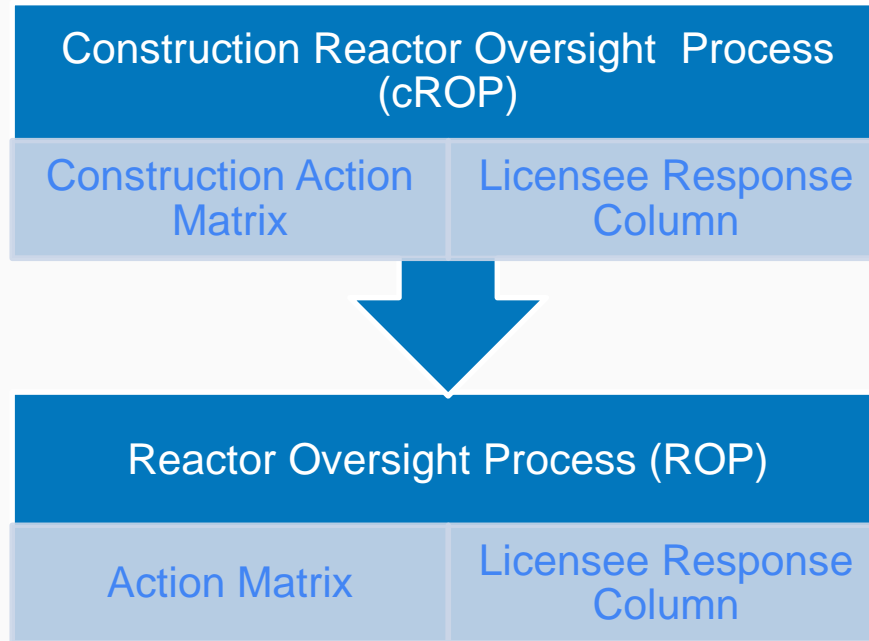 Construction Reactor Oversight Process
(cROP)
Construction Action
Matrix
Licensee Response
Column
Reactor Oversight Process (ROP)
Action Matrix
Licensee Response
Column